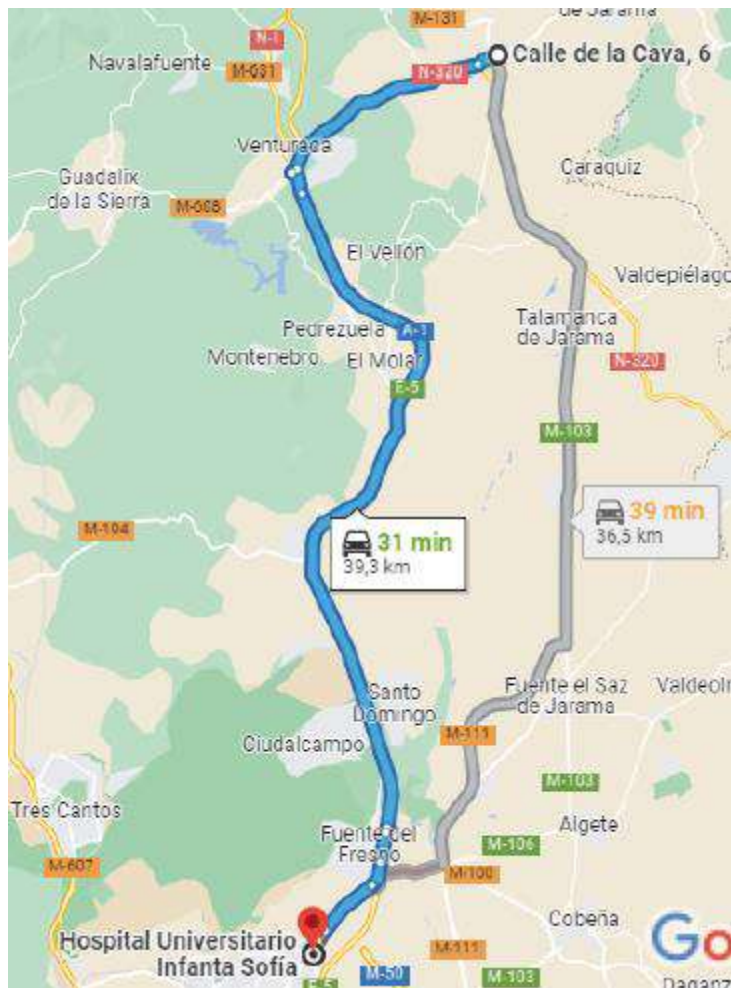 M-131
de Jarama
N-1
Navalafuente
M-631
N-320
Calle de la Cava, 6
Venturada
Caraquiz
Guadalix
de la Sierra
M-608
El Vellón
Valdepiélago
Pedrezuela
A-1
Talamanca
de Jarama
Montenebro
El Molar
N-320
E-5
M-103
39 min
36,5 km
M-104
31 min
39,3 km
Santo
Domingo
Fuente el Saz
de Jarama
Valdeolm
M-111
Ciudalcampo
M-103
Tres Cantos
Algete
Fuente del
Fresno
M-106
M-607
M-100
Cobeña
Hospital Universitario
Infanta Sofía
M-111
Go
M-50
E-5
M-103
Daganz